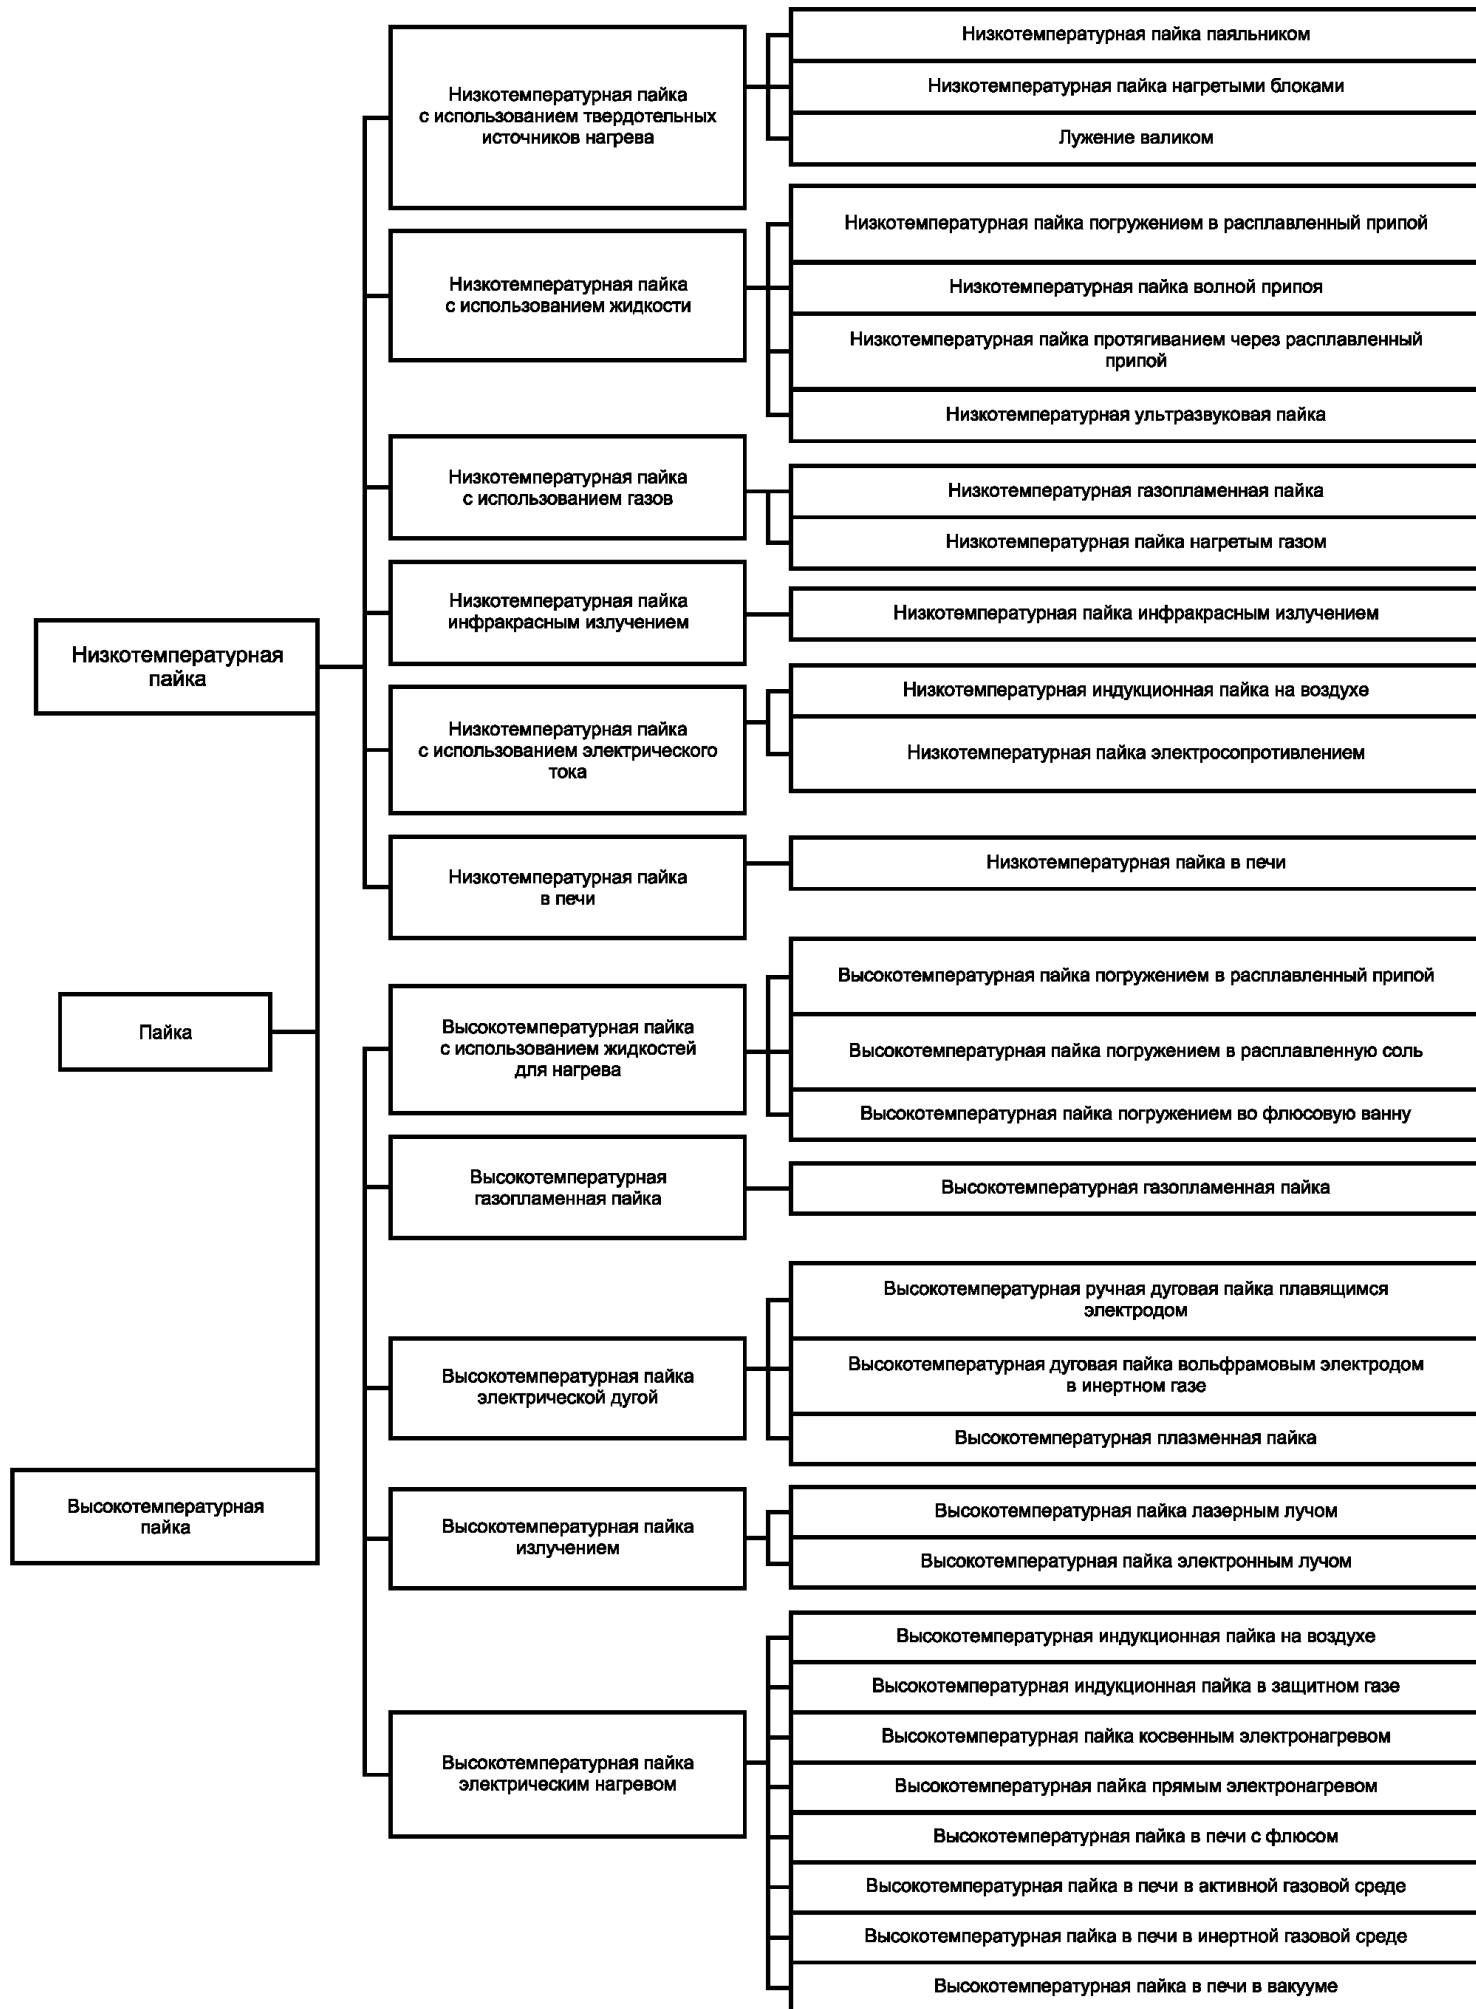 Пайка
Низкотемпературная
пайка
Низкотемпературная пайка
с использованием твердотельных
источников нагрева
Низкотемпературная пайка паяльником
Низкотемпературная пайка нагретыми блоками
Лужение валиком
Низкотемпературная пайка
с использованием жидкости
Низкотемпературная пайка погружением в расплавленный припой
Низкотемпературная пайка волной припоя
Низкотемпературная пайка протягиванием через расплавленный
припой
Низкотемпературная ультразвуковая пайка
Низкотемпературная пайка
с использованием газов
Низкотемпературная газопламенная пайка
Низкотемпературная пайка нагретым газом
Низкотемпературная пайка
инфракрасным излучением
Низкотемпературная пайка инфракрасным излучением
Низкотемпературная пайка
с использованием электрического
тока
Низкотемпературная индукционная пайка на воздухе
Низкотемпературная пайка электросопротивлением
Низкотемпературная пайка
в печи
Низкотемпературная пайка в печи
Высокотемпературная
пайка
Высокотемпературная пайка
с использованием жидкостей
для нагрева
Высокотемпературная пайка погружением в расплавленный припой
Высокотемпературная пайка погружением в расплавленную соль
Высокотемпературная пайка погружением во флюсовую ванну
Высокотемпературная
газопламенная пайка
Высокотемпературная газопламенная пайка
Высокотемпературная пайка
электрической дугой
Высокотемпературная ручная дуговая пайка плавящимся
электродом
Высокотемпературная дуговая пайка вольфрамовым электродом
в инертном газе
Высокотемпературная плазменная пайка
Высокотемпературная пайка
излучением
Высокотемпературная пайка лазерным лучом
Высокотемпературная пайка электронным лучом
Высокотемпературная пайка
электрическим нагревом
Высокотемпературная индукционная пайка на воздухе
Высокотемпературная индукционная пайка в защитном газе
Высокотемпературная пайка косвенным электронагревом
Высокотемпературная пайка прямым электронагревом
Высокотемпературная пайка в печи с флюсом
Высокотемпературная пайка в печи в активной газовой среде
Высокотемпературная пайка в печи в инертной газовой среде
Высокотемпературная пайка в печи в вакууме